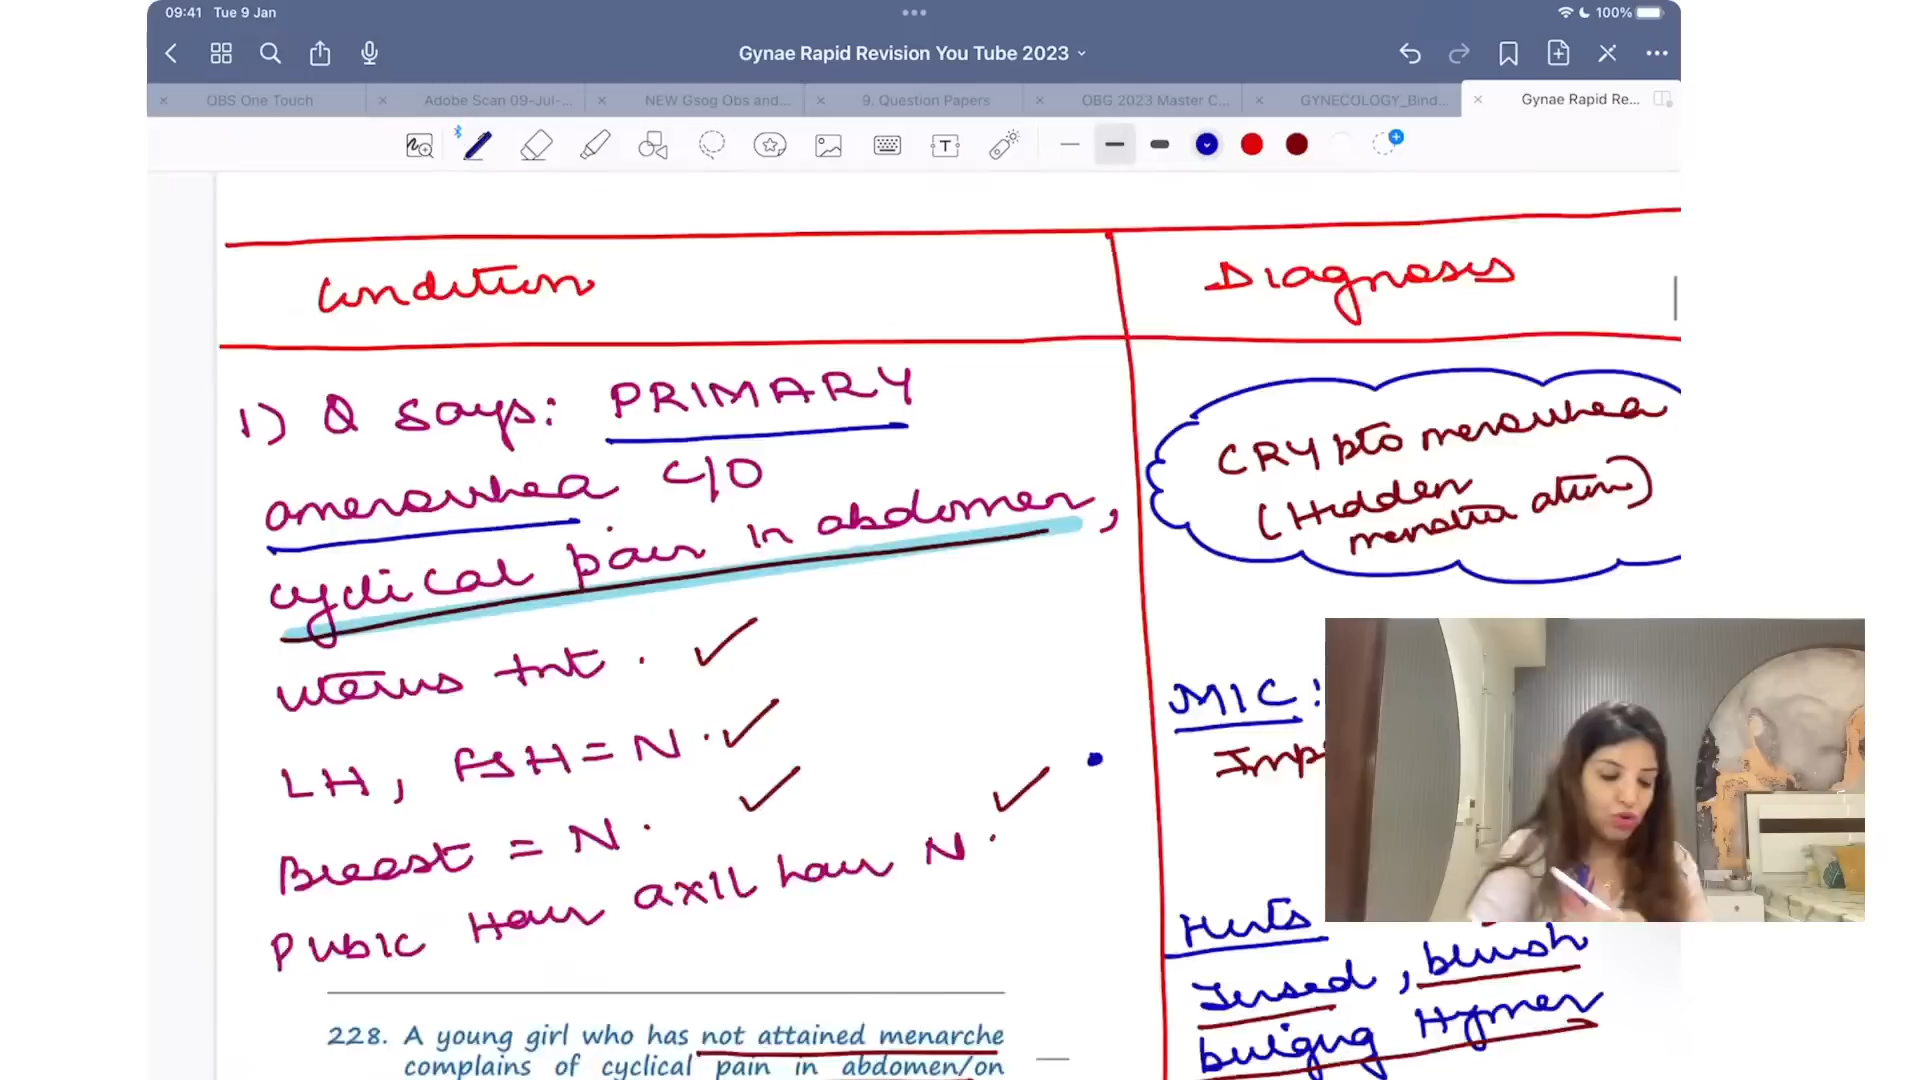 09:41 Tue 9 Jan
100%
Gynae Rapid Revision You Tube 2023
OBS One Touch
Adobe Scan 09-Jul-...
NEW Gsog Obs and...
9. Question Papers
OBG 2023 Master C...
GYNECOLOGY_Bind...
Gynae Rapid Re...
Condition
Diagnosis
1) Q says: PRIMARY
amenorrhea C/O
cyclical pain in abdomen,
uterus +nt.
LH, FSH = N.
Breast = N.
Pubic Hair axil hair N.
CRYpto menorrhea
(Hidden
menstruation)
MIC:
Imp
Hints
Tensed, bluish
bulging Hymen
228. A young girl who has not attained menarche
complains of cyclical pain in abdomen/on